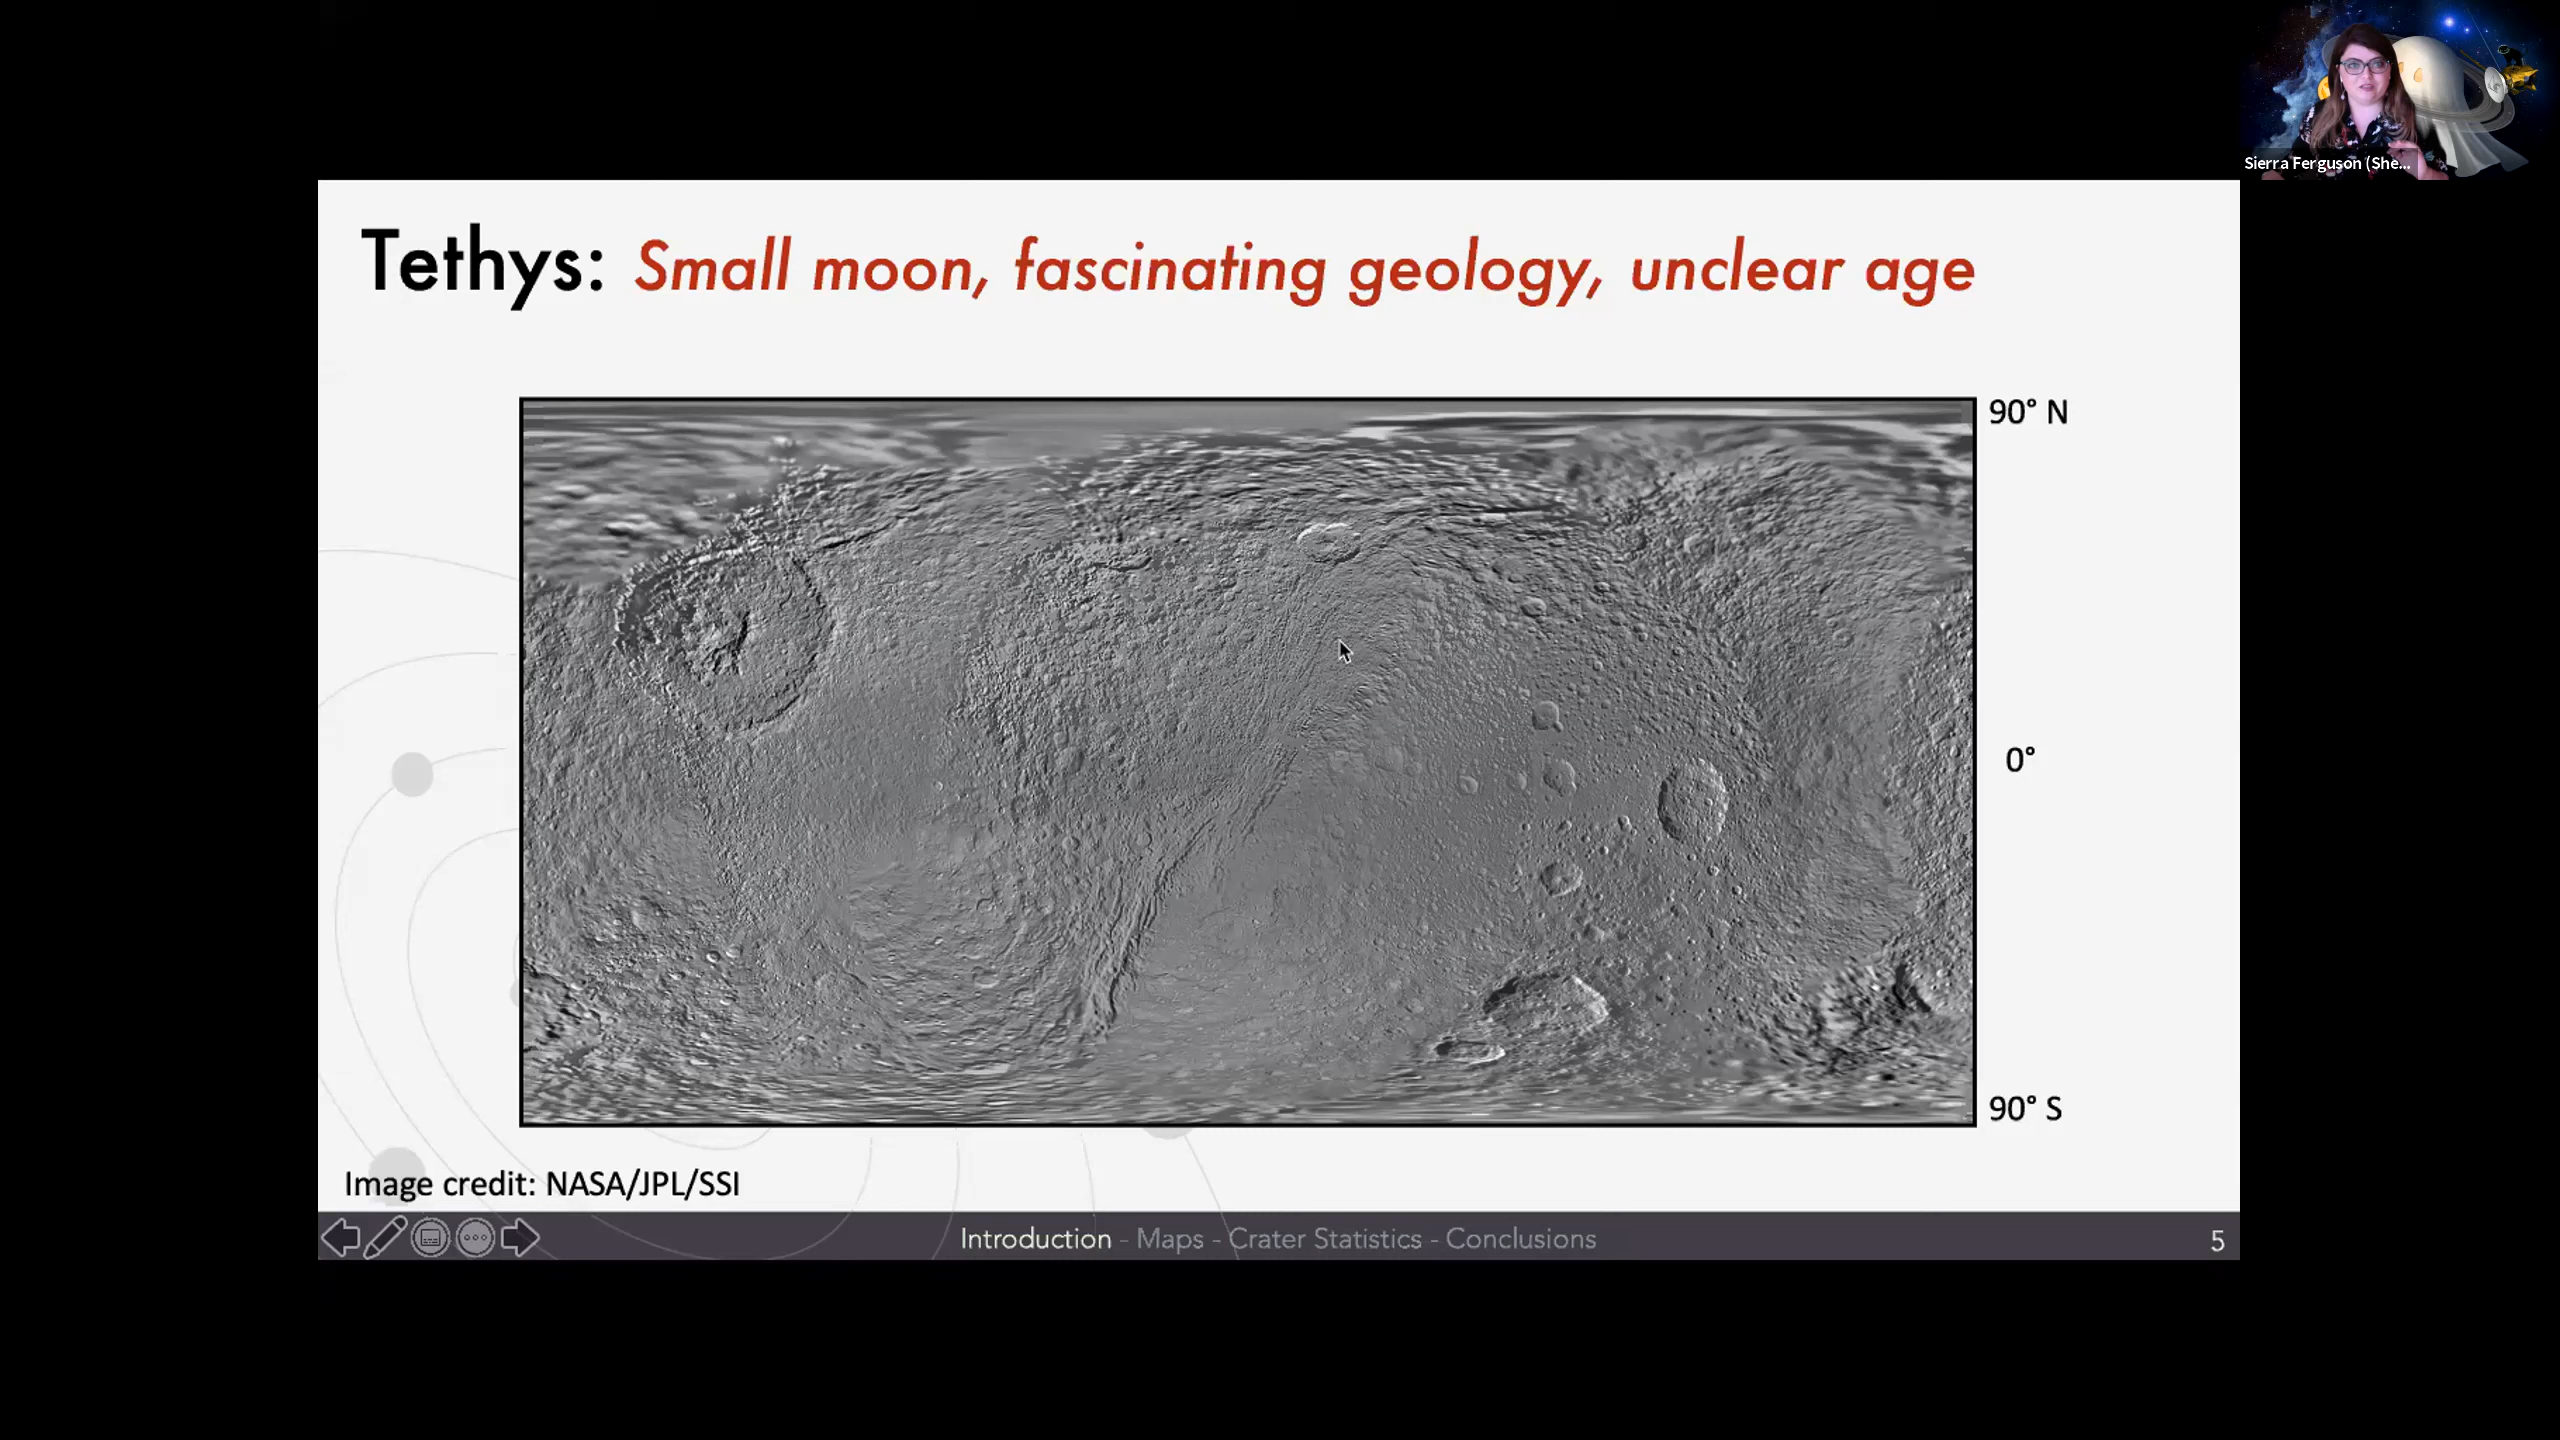 Sierra Ferguson (She...
Tethys: Small moon, fascinating geology, unclear age
90° N
0°
90° S
Image credit: NASA/JPL/SSI
Introduction - Maps - Crater Statistics - Conclusions
5